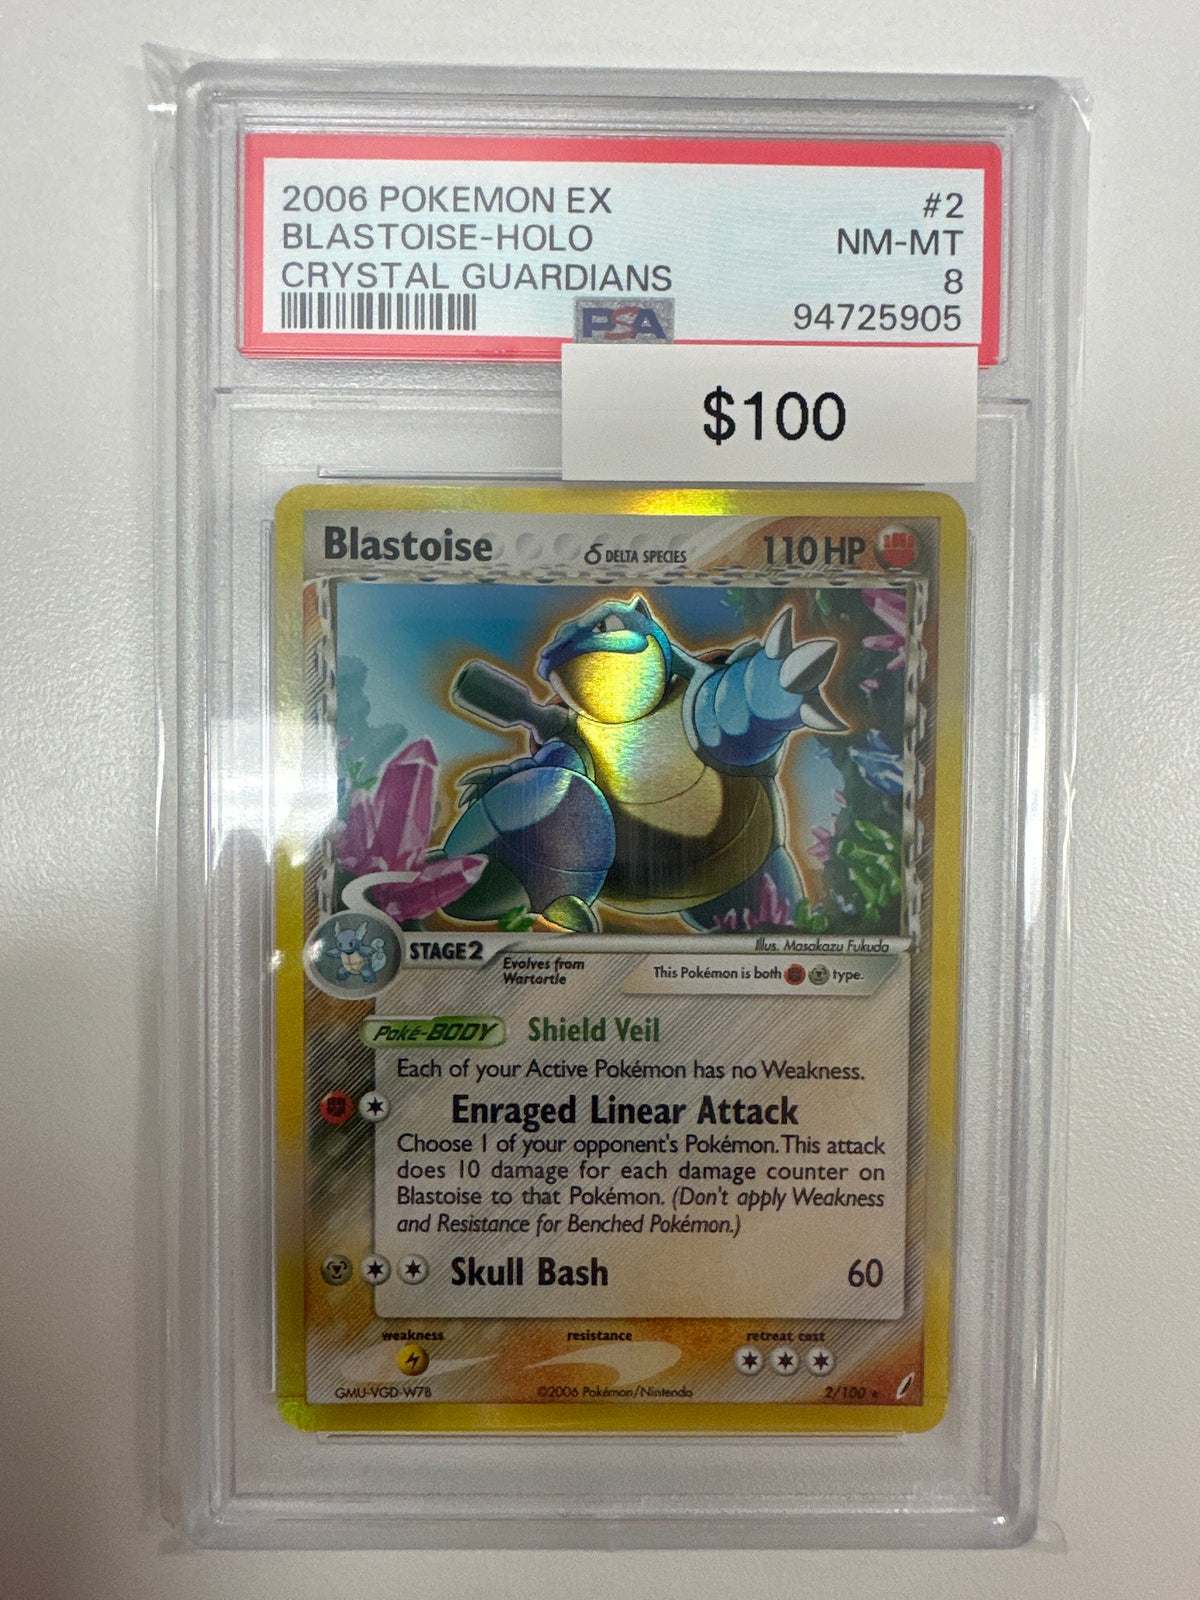 2006 POKEMON EX #2
BLASTOISE-HOLO NM-MT
CRYSTAL GUARDIANS 8
PSA 94725905
$100
Blastoise δ DELTA SPECIES 110 HP
Illus. Masakazu Fukuda
STAGE 2
Evolves from
Wartortle
This Pokémon is both type.
Poké-BODY Shield Veil
Each of your Active Pokémon has no Weakness.
Enraged Linear Attack
Choose 1 of your opponent's Pokémon. This attack
does 10 damage for each damage counter on
Blastoise to that Pokémon. (Don't apply Weakness
and Resistance for Benched Pokémon.)
Skull Bash 60
weakness resistance retreat cost
GMU-VGD-W7B ©2006 Pokémon/Nintendo 2/100 ★